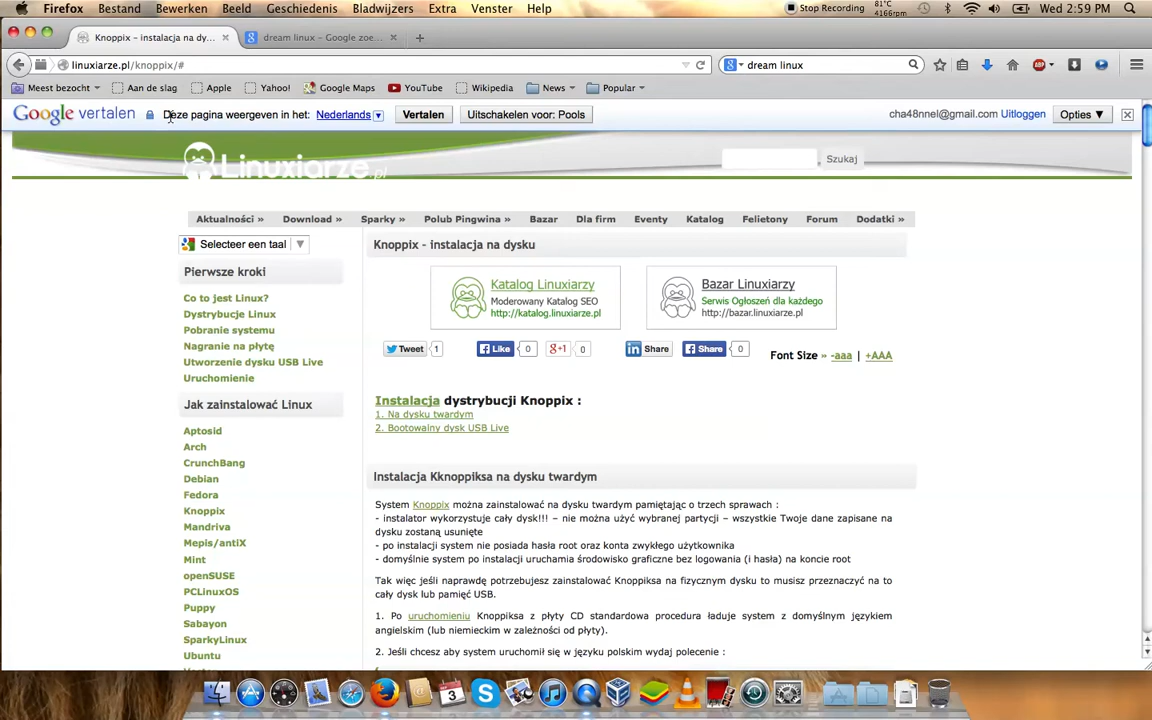 Firefox Bestand Bewerken Beeld Geschiedenis Bladwijzers Extra Venster Help Stop Recording 81°C 4166rpm Wed 2:59 PM
Knoppix – instalacja na dy... dream linux – Google zoe...
linuxiarze.pl/knoppix/# dream linux
Meest bezocht Aan de slag Apple Yahoo! Google Maps YouTube Wikipedia News Popular
Google vertalen Deze pagina weergeven in het: Nederlands Vertalen Uitschakelen voor: Pools cha48nnel@gmail.com Uitloggen Opties ▼
Linuxiarze.pl Szukaj
Aktualności » Download » Sparky » Polub Pingwina » Bazar Dla firm Eventy Katalog Felietony Forum Dodatki »
Selecteer een taal ▼
Pierwsze kroki
Co to jest Linux?
Dystrybucje Linux
Pobranie systemu
Nagranie na płytę
Utworzenie dysku USB Live
Uruchomienie
Jak zainstalować Linux
Aptosid
Arch
CrunchBang
Debian
Fedora
Knoppix
Mandriva
Mepis/antiX
Mint
openSUSE
PCLinuxOS
Puppy
Sabayon
SparkyLinux
Ubuntu
Knoppix - instalacja na dysku
Katalog Linuxiarzy
Moderowany Katalog SEO
http://katalog.linuxiarze.pl
Bazar Linuxiarzy
Serwis Ogłoszeń dla każdego
http://bazar.linuxiarze.pl
Tweet 1 Like 0 g+1 0 Share Share 0 Font Size » -aaa | +AAA
Instalacja dystrybucji Knoppix :
1. Na dysku twardym
2. Bootowalny dysk USB Live
Instalacja Kknoppiksa na dysku twardym
System Knoppix można zainstalować na dysku twardym pamiętając o trzech sprawach :
- instalator wykorzystuje cały dysk!!! – nie można użyć wybranej partycji – wszystkie Twoje dane zapisane na
dysku zostaną usunięte
- po instalacji system nie posiada hasła root oraz konta zwykłego użytkownika
- domyślnie system po instalacji uruchamia środowisko graficzne bez logowania (i hasła) na koncie root
Tak więc jeśli naprawdę potrzebujesz zainstalować Knoppiksa na fizycznym dysku to musisz przeznaczyć na to
cały dysk lub pamięć USB.
1. Po uruchomieniu Knoppiksa z płyty CD standardowa procedura ładuje system z domyślnym językiem
angielskim (lub niemieckim w zależności od płyty).
2. Jeśli chcesz aby system uruchomił się w języku polskim wydaj polecenie :